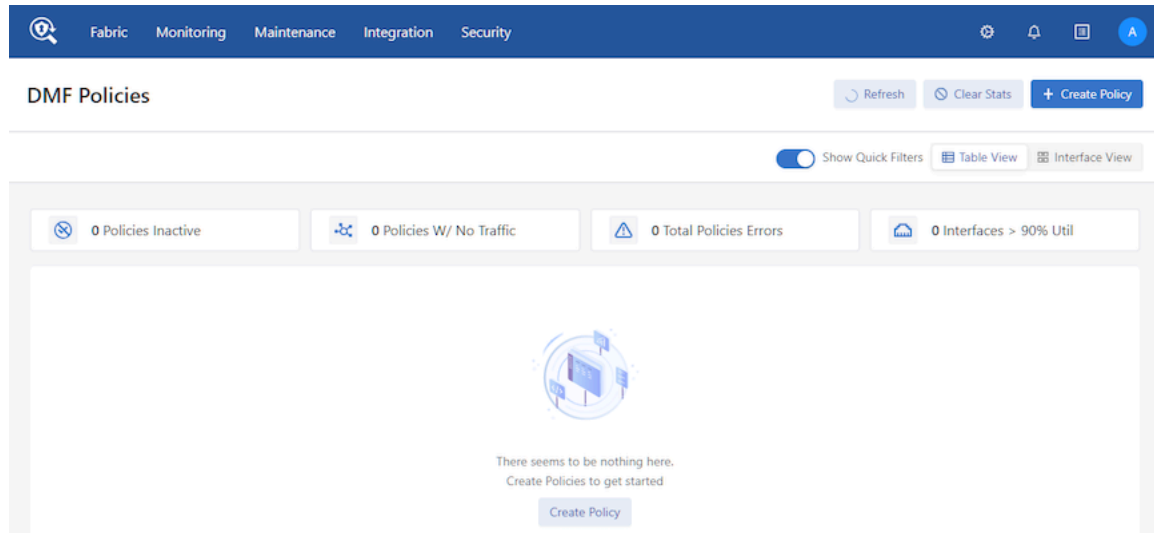 Fabric Monitoring Maintenance Integration Security A
DMF Policies Refresh Clear Stats + Create Policy
Show Quick Filters Table View Interface View
0 Policies Inactive 0 Policies W/ No Traffic 0 Total Policies Errors 0 Interfaces > 90% Util
There seems to be nothing here.
Create Policies to get started
Create Policy